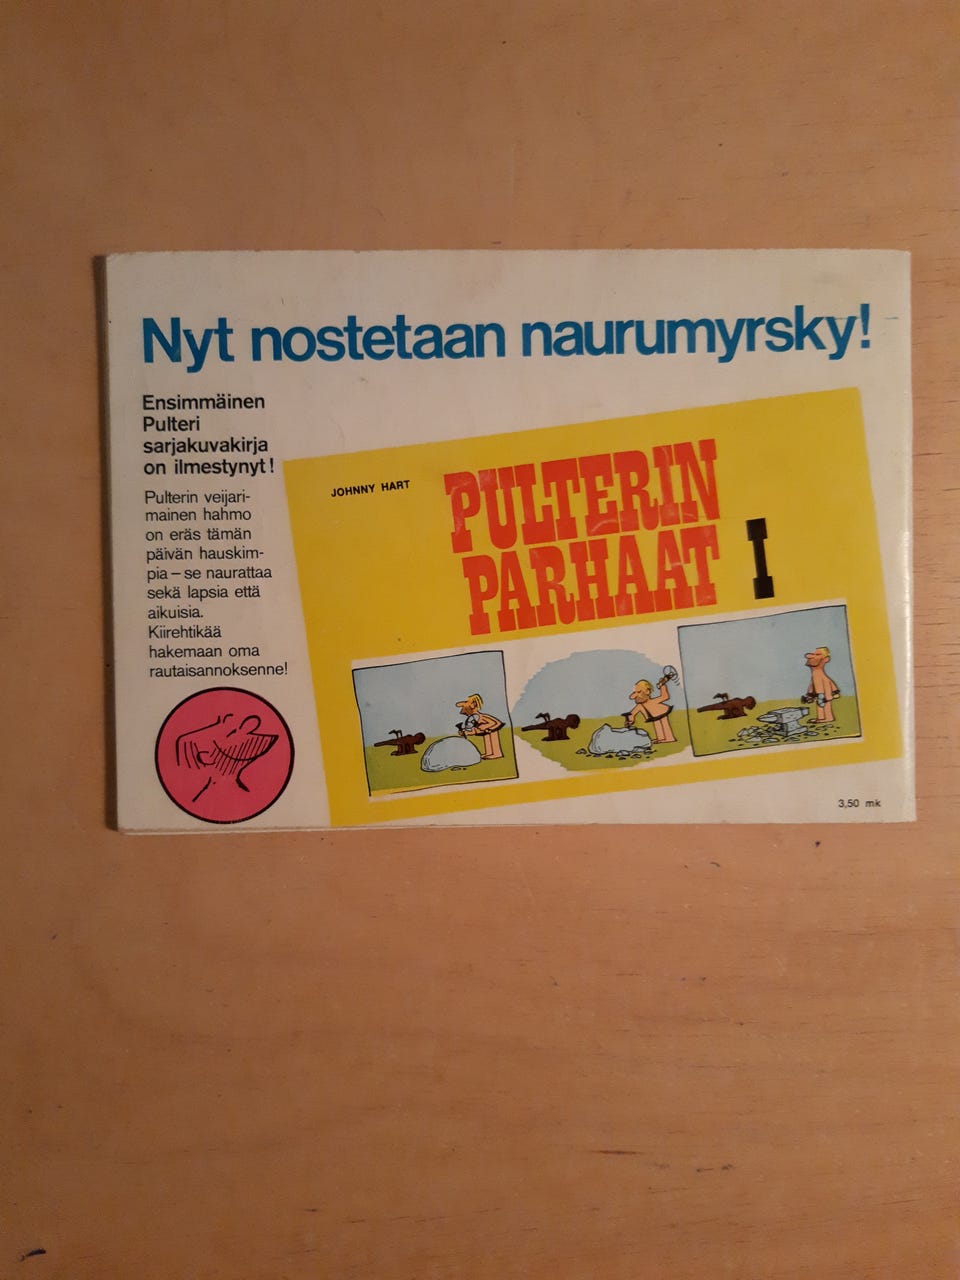 Nyt nostetaan naurumyrsky!
Ensimmäinen
Pulteri
sarjakuvakirja
on ilmestynyt!
Pulterin veijari-
mainen hahmo
on eräs tämän
päivän hauskim-
pia – se naurattaa
sekä lapsia että
aikuisia.
Kiirehtikää
hakemaan oma
rautaisannoksenne!
JOHNNY HART
PULTERIN
PARHAAT I
3,50 mk